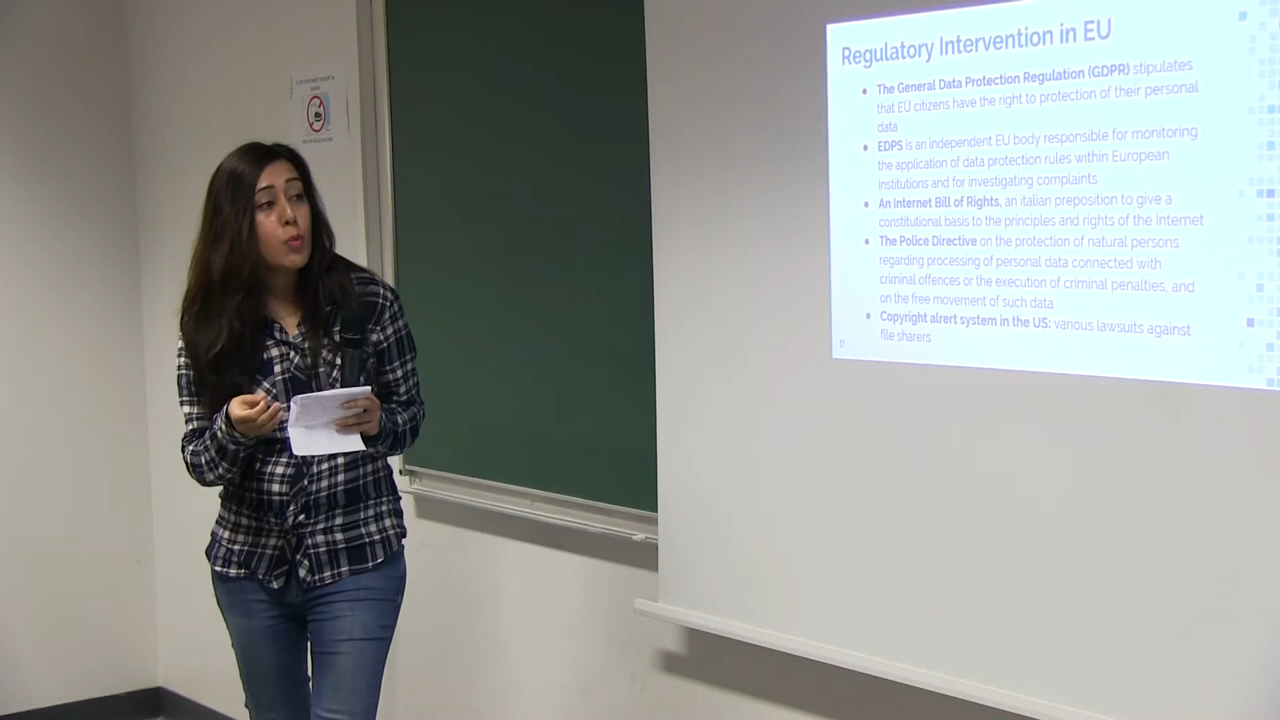 Regulatory Intervention in EU
● The General Data Protection Regulation (GDPR) stipulates
that EU citizens have the right to protection of their personal
data
● EDPS is an independent EU body responsible for monitoring
the application of data protection rules within European
Institutions and for investigating complaints
● An Internet Bill of Rights, an italian preposition to give a
constitutional basis to the principles and rights of the Internet
● The Police Directive on the protection of natural persons
regarding processing of personal data connected with
criminal offences or the execution of criminal penalties, and
on the free movement of such data
● Copyright alrert system in the US: various lawsuits against
file sharers
17